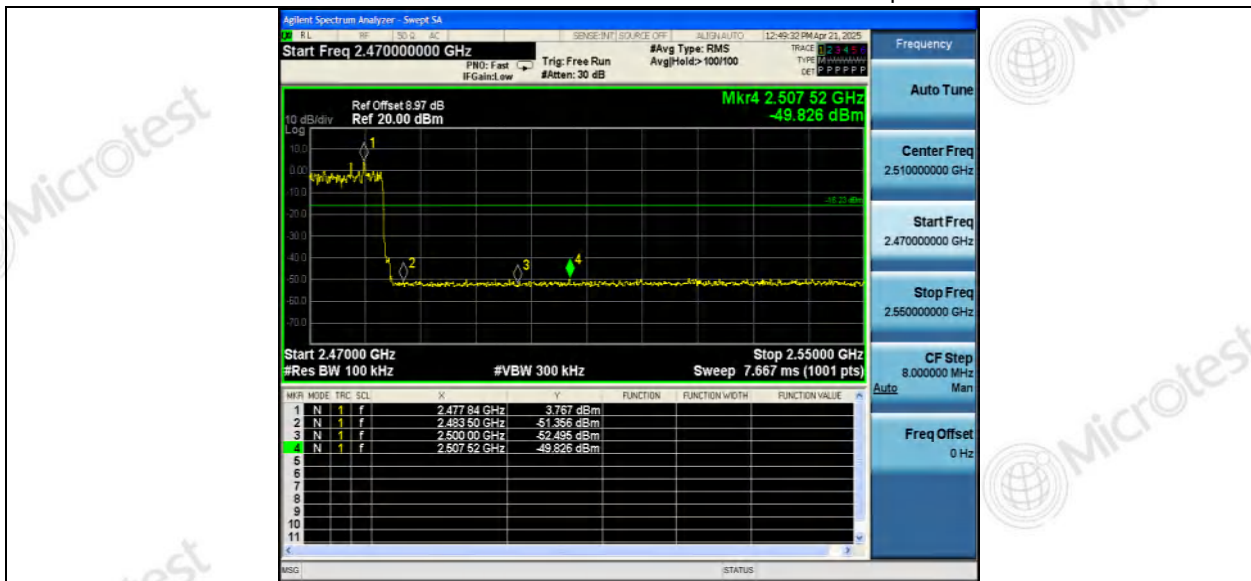 Agilent Spectrum Analyzer - Swept SA
RL RF 50 Ω AC SENSE:INT SOURCE OFF ALIGN AUTO 12:49:32 PM Apr 21, 2025
Start Freq 2.470000000 GHz
PNO: Fast
IFGain:Low
Trig: Free Run
#Atten: 30 dB
#Avg Type: RMS
Avg|Hold:> 100/100
TRACE 1 2 3 4 5 6
TYPE M
DET P P P P P P
Frequency
Auto Tune
Center Freq
2.510000000 GHz
Start Freq
2.470000000 GHz
Stop Freq
2.550000000 GHz
CF Step
8.000000 MHz
Auto Man
Freq Offset
0 Hz
Mkr4 2.507 52 GHz
-49.826 dBm
Ref Offset 8.97 dB
10 dB/div Ref 20.00 dBm
Log
10.0
0.00
-10.0
-20.0
-30.0
-40.0
-50.0
-60.0
-70.0
1
2
3
4
Start 2.47000 GHz Stop 2.55000 GHz
#Res BW 100 kHz #VBW 300 kHz Sweep 7.667 ms (1001 pts)
MKR MODE TRC SCL X Y FUNCTION FUNCTION WIDTH FUNCTION VALUE
1 N 1 f 2.477 84 GHz 3.767 dBm
2 N 1 f 2.483 50 GHz -51.356 dBm
3 N 1 f 2.500 00 GHz -52.495 dBm
4 N 1 f 2.507 52 GHz -49.826 dBm
5
6
7
8
9
10
11
MSG STATUS
Microtest
Microtest
Microtest